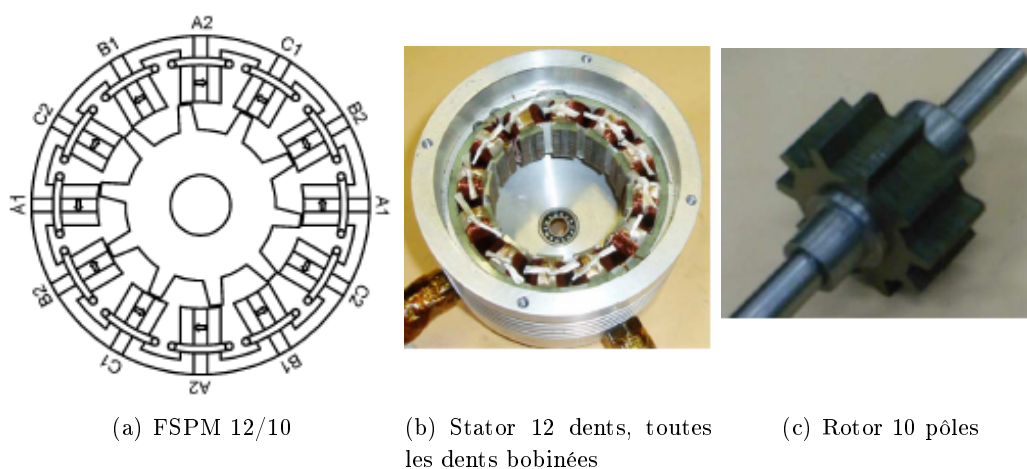 A2
B1
C1
C2
B2
A1
A1
B2
C2
C1
B1
A2
(a) FSPM 12/10
(b) Stator 12 dents, toutes
les dents bobinées
(c) Rotor 10 pôles